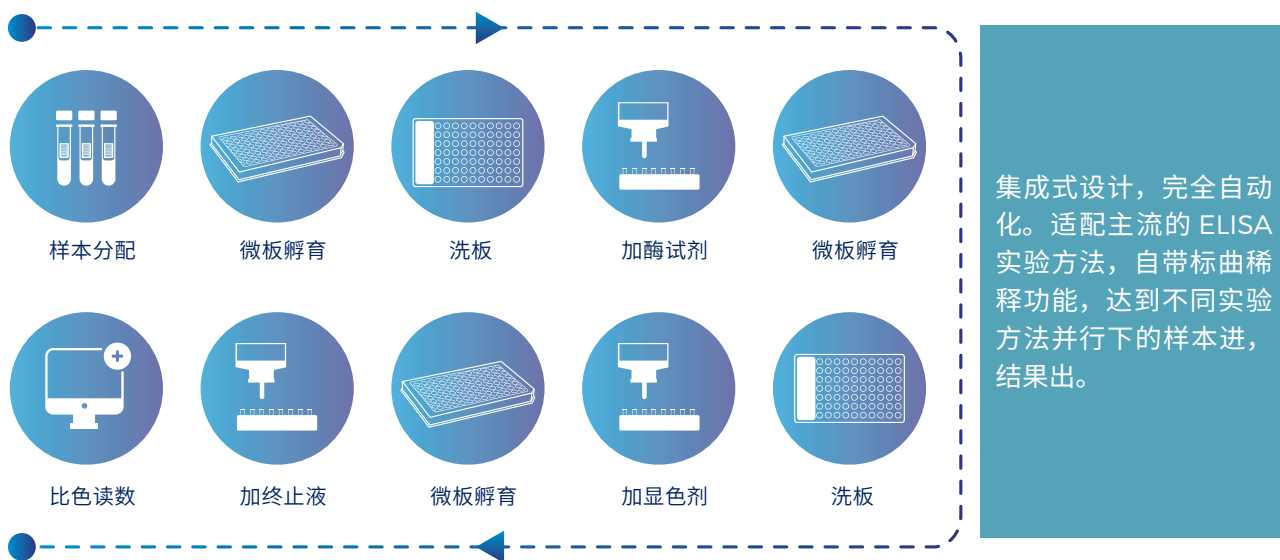 样本分配
微板孵育
洗板
加酶试剂
微板孵育
比色读数
加终止液
微板孵育
加显色剂
洗板
集成式设计，完全自动
化。适配主流的 ELISA
实验方法，自带标曲稀
释功能，达到不同实验
方法并行下的样本进，
结果出。